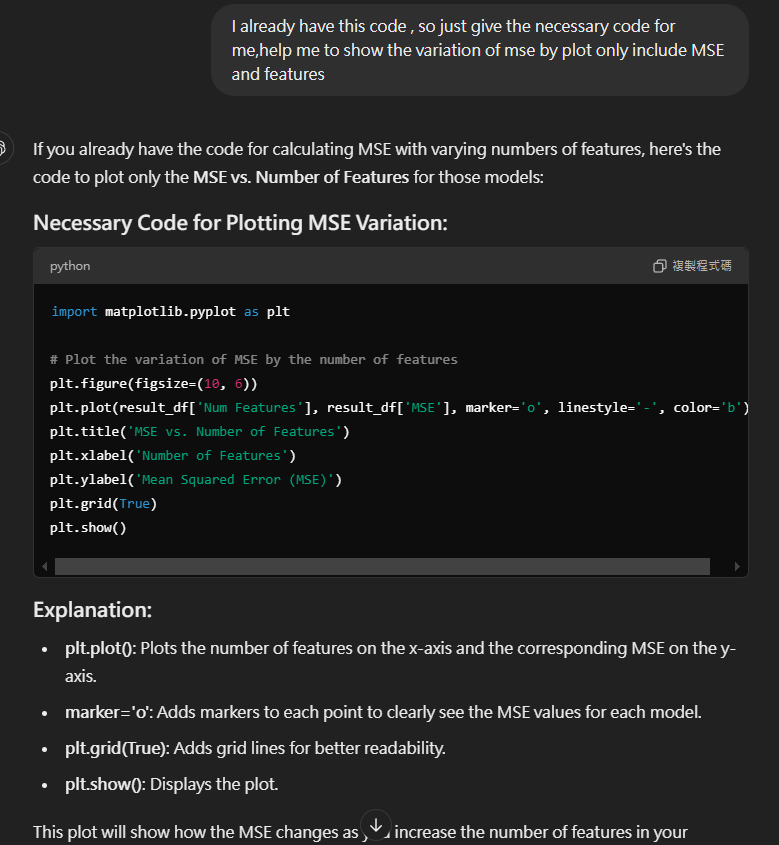 I already have this code , so just give the necessary code for
me,help me to show the variation of mse by plot only include MSE
and features
If you already have the code for calculating MSE with varying numbers of features, here's the
code to plot only the MSE vs. Number of Features for those models:
Necessary Code for Plotting MSE Variation:
python
複製程式碼
import matplotlib.pyplot as plt
# Plot the variation of MSE by the number of features
plt.figure(figsize=(10, 6))
plt.plot(result_df['Num Features'], result_df['MSE'], marker='o', linestyle='-', color='b')
plt.title('MSE vs. Number of Features')
plt.xlabel('Number of Features')
plt.ylabel('Mean Squared Error (MSE)')
plt.grid(True)
plt.show()
Explanation:
• plt.plot(): Plots the number of features on the x-axis and the corresponding MSE on the y-
axis.
• marker='o': Adds markers to each point to clearly see the MSE values for each model.
• plt.grid(True): Adds grid lines for better readability.
• plt.show(): Displays the plot.
This plot will show how the MSE changes as increase the number of features in your